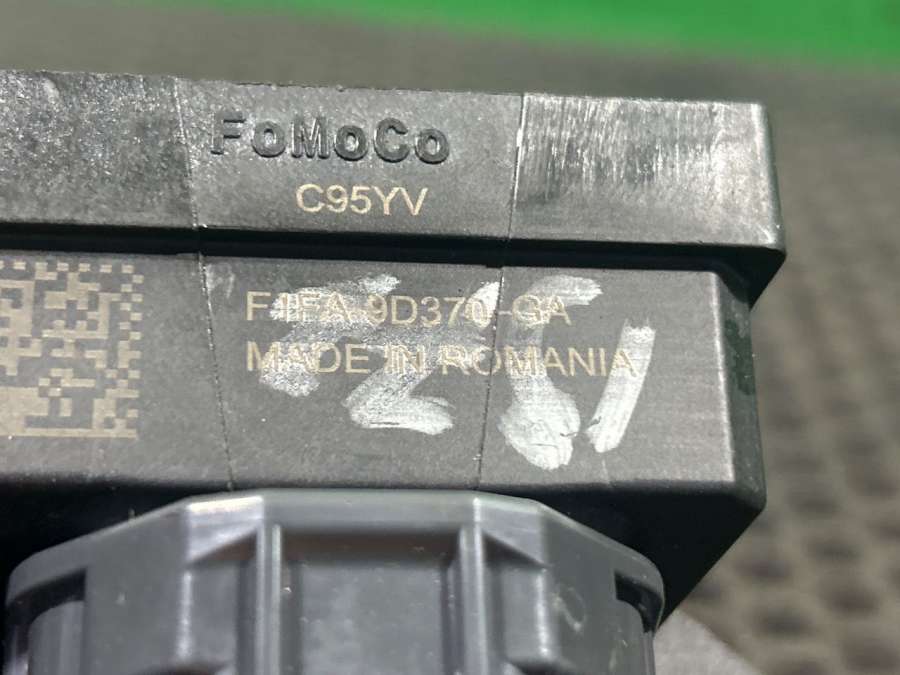 FoMoCo
C95YV
F1FA-9D370-GA
MADE IN ROMANIA